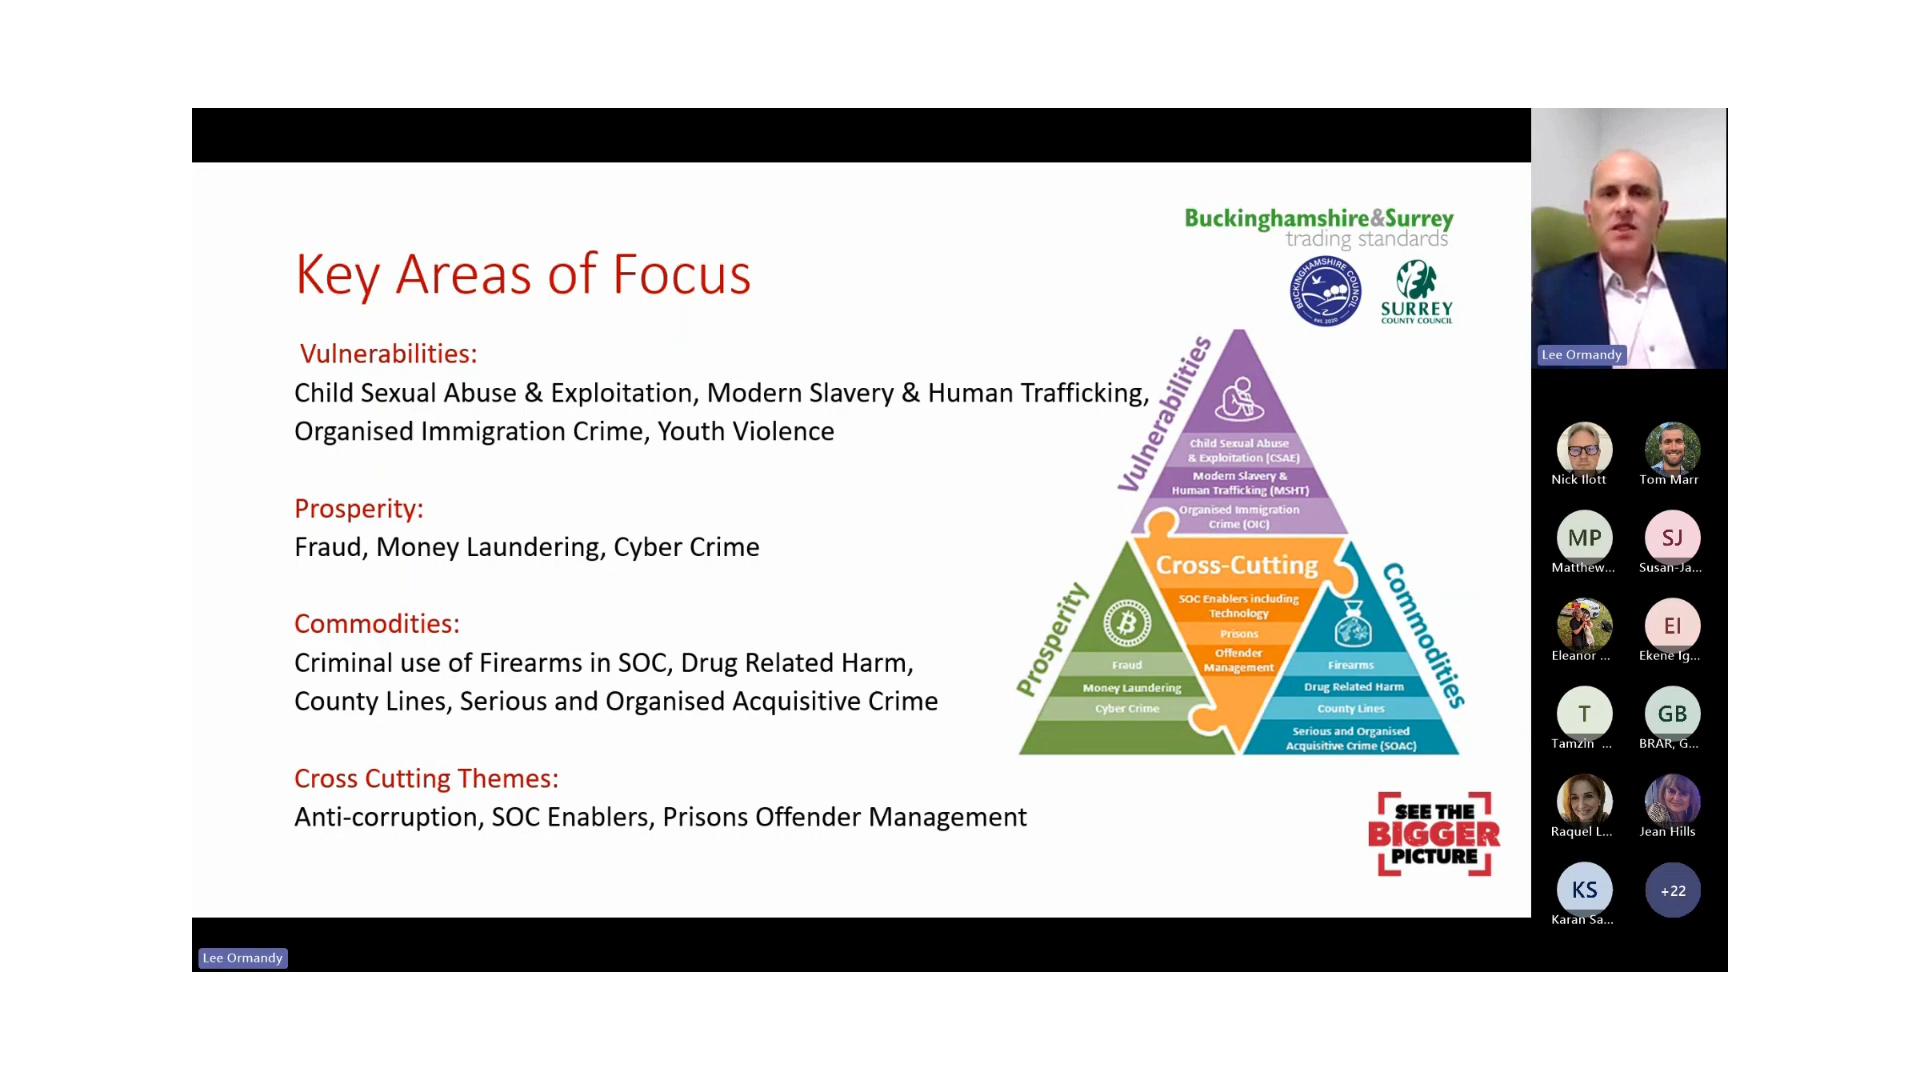 Buckinghamshire&Surrey
trading standards
BUCKINGHAMSHIRE COUNCIL
est. 2020
SURREY
COUNTY COUNCIL
Key Areas of Focus
Vulnerabilities:
Child Sexual Abuse & Exploitation, Modern Slavery & Human Trafficking,
Organised Immigration Crime, Youth Violence
Prosperity:
Fraud, Money Laundering, Cyber Crime
Commodities:
Criminal use of Firearms in SOC, Drug Related Harm,
County Lines, Serious and Organised Acquisitive Crime
Cross Cutting Themes:
Anti-corruption, SOC Enablers, Prisons Offender Management
Vulnerabilities
Child Sexual Abuse
& Exploitation (CSAE)
Modern Slavery &
Human Trafficking (MSHT)
Organised Immigration
Crime (OIC)
Cross-Cutting
SOC Enablers including
Technology
Prisons
Offender
Management
Prosperity
Fraud
Money Laundering
Cyber Crime
Commodities
Firearms
Drug Related Harm
County Lines
Serious and Organised
Acquisitive Crime (SOAC)
SEE THE
BIGGER
PICTURE
Lee Ormandy
Lee Ormandy
Nick Ilott
Tom Marr
MP
Matthew...
SJ
Susan-Ja...
Eleanor ...
EI
Ekene Ig...
T
Tamzin ...
GB
BRAR, G...
Raquel L...
Jean Hills
KS
Karan Sa...
+22